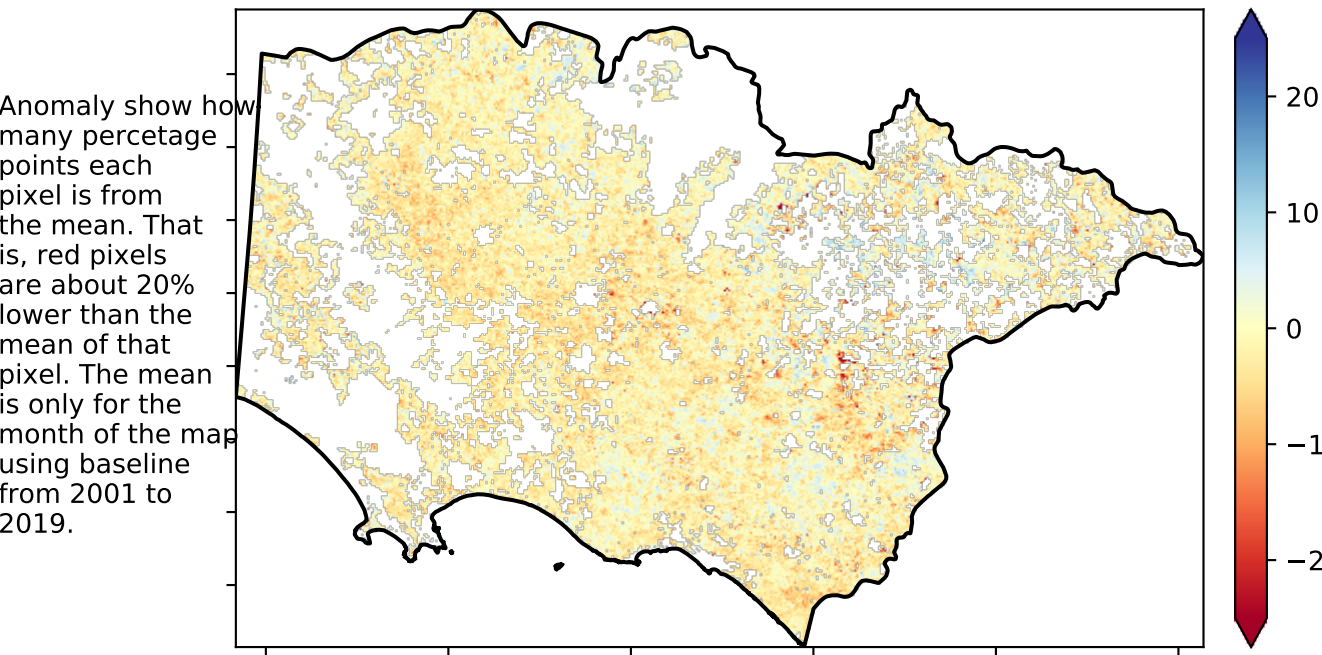 Anomaly show how
many percetage
points each
pixel is from
the mean. That
is, red pixels
are about 20%
lower than the
mean of that
pixel. The mean
is only for the
month of the map
using baseline
from 2001 to
2019.
20
10
0
−1
−2